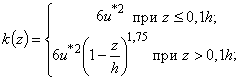 k(z) = { 6u*² при z ≤ 0,1h;
6u*²(1 − z/h)^1,75 при z > 0,1h;